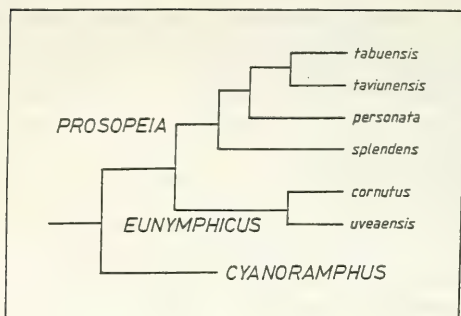 tabuensis
taviunensis
PROSOPEIA
personata
splendens
cornutus
EUNYMPHICUS
uveaensis
CYANORAMPHUS